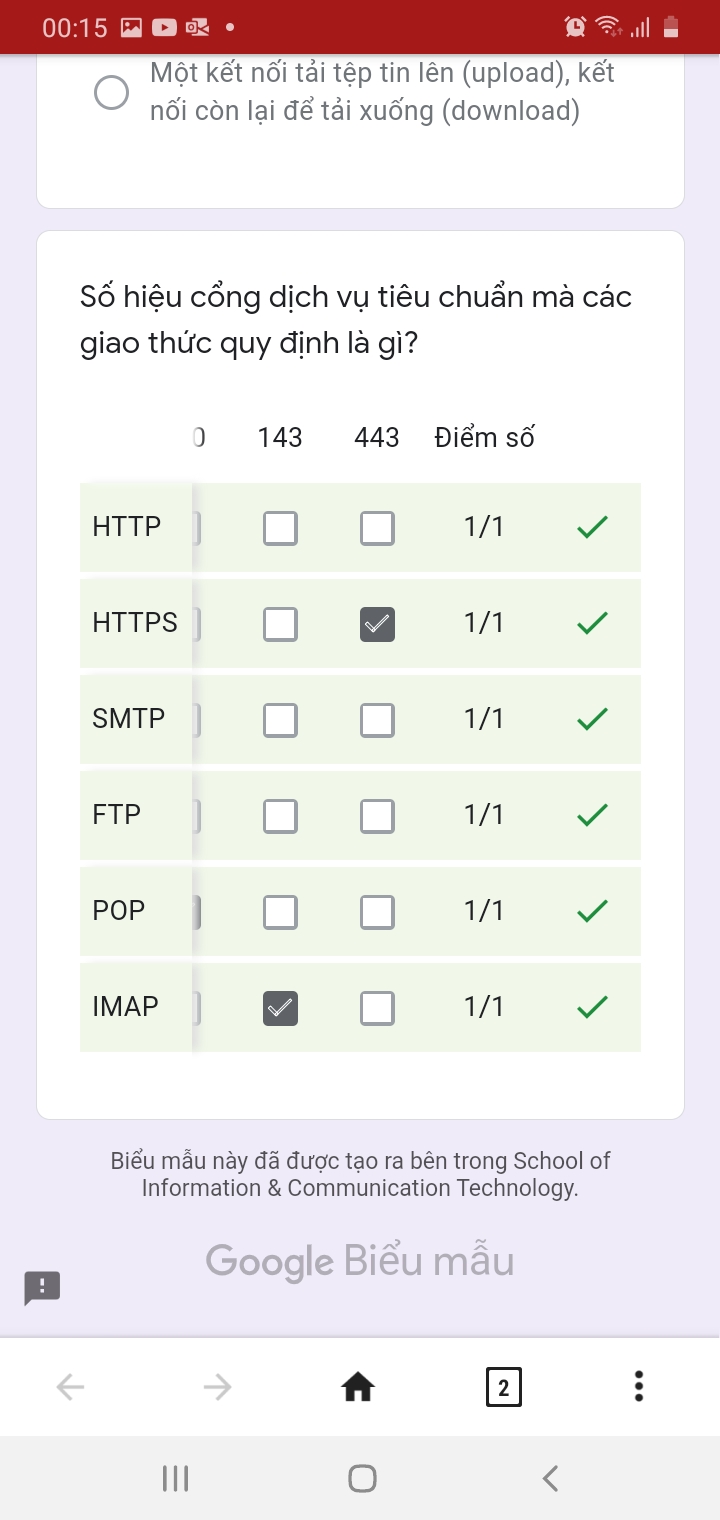 00:15
Một kết nối tải tệp tin lên (upload), kết
nối còn lại để tải xuống (download)
Số hiệu cổng dịch vụ tiêu chuẩn mà các
giao thức quy định là gì?
0 143 443 Điểm số
HTTP 1/1
HTTPS 1/1
SMTP 1/1
FTP 1/1
POP 1/1
IMAP 1/1
Biểu mẫu này đã được tạo ra bên trong School of
Information & Communication Technology.
Google Biểu mẫu
2